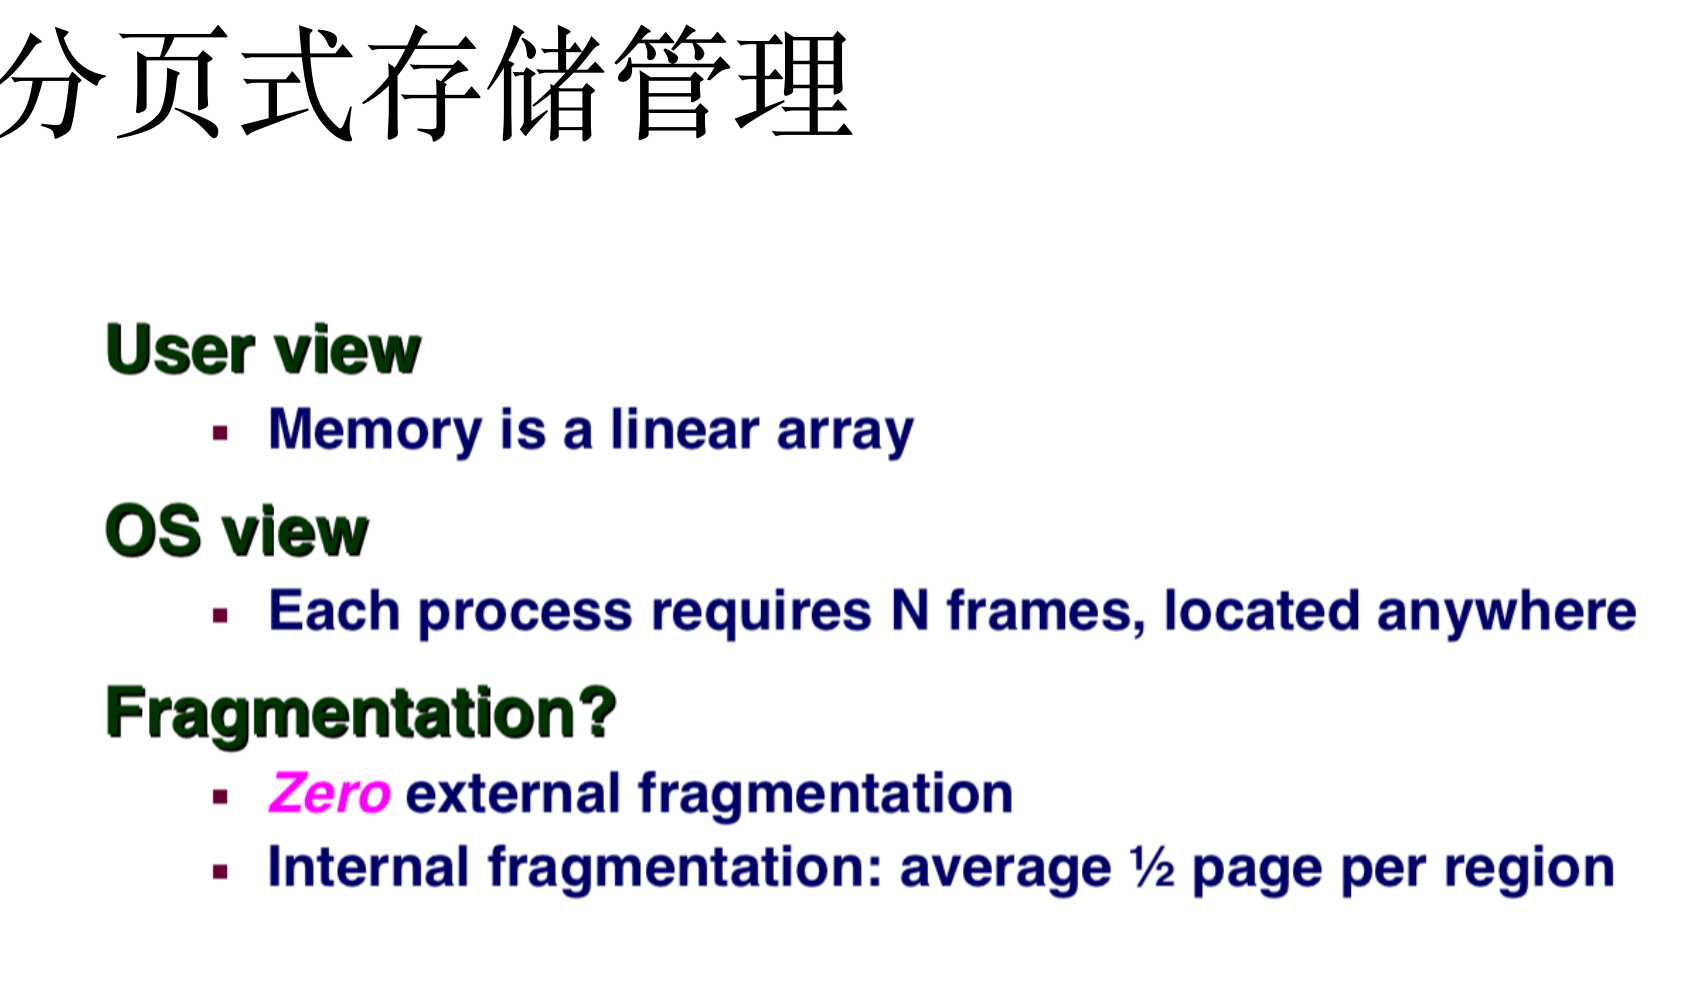 分页式存储管理
User view
▪ Memory is a linear array
OS view
▪ Each process requires N frames, located anywhere
Fragmentation?
▪ Zero external fragmentation
▪ Internal fragmentation: average ½ page per region